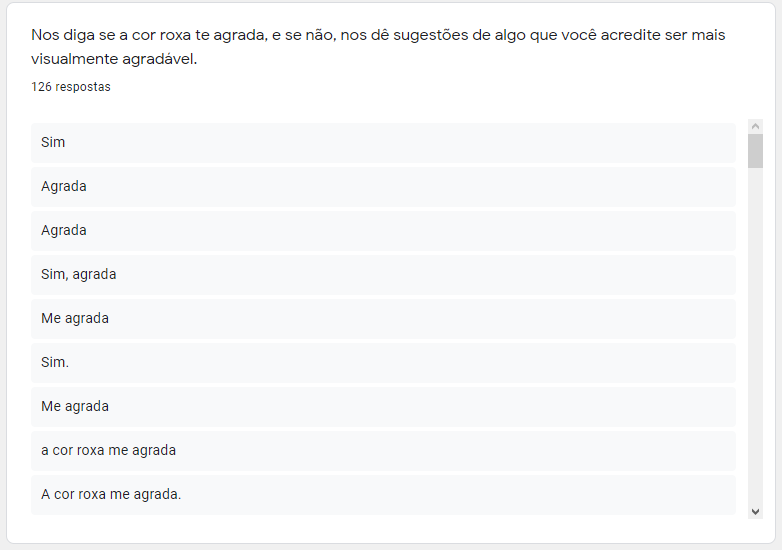 Nos diga se a cor roxa te agrada, e se não, nos dê sugestões de algo que você acredite ser mais
visualmente agradável.
126 respostas
Sim
Agrada
Agrada
Sim, agrada
Me agrada
Sim.
Me agrada
a cor roxa me agrada
A cor roxa me agrada.